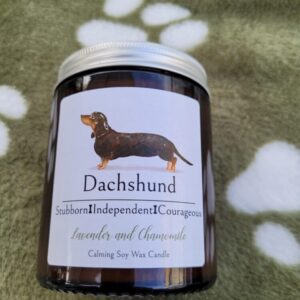 Dachshund
Stubborn I Independent I Courageous
Lavender and Chamomile
Calming Soy Wax Candle